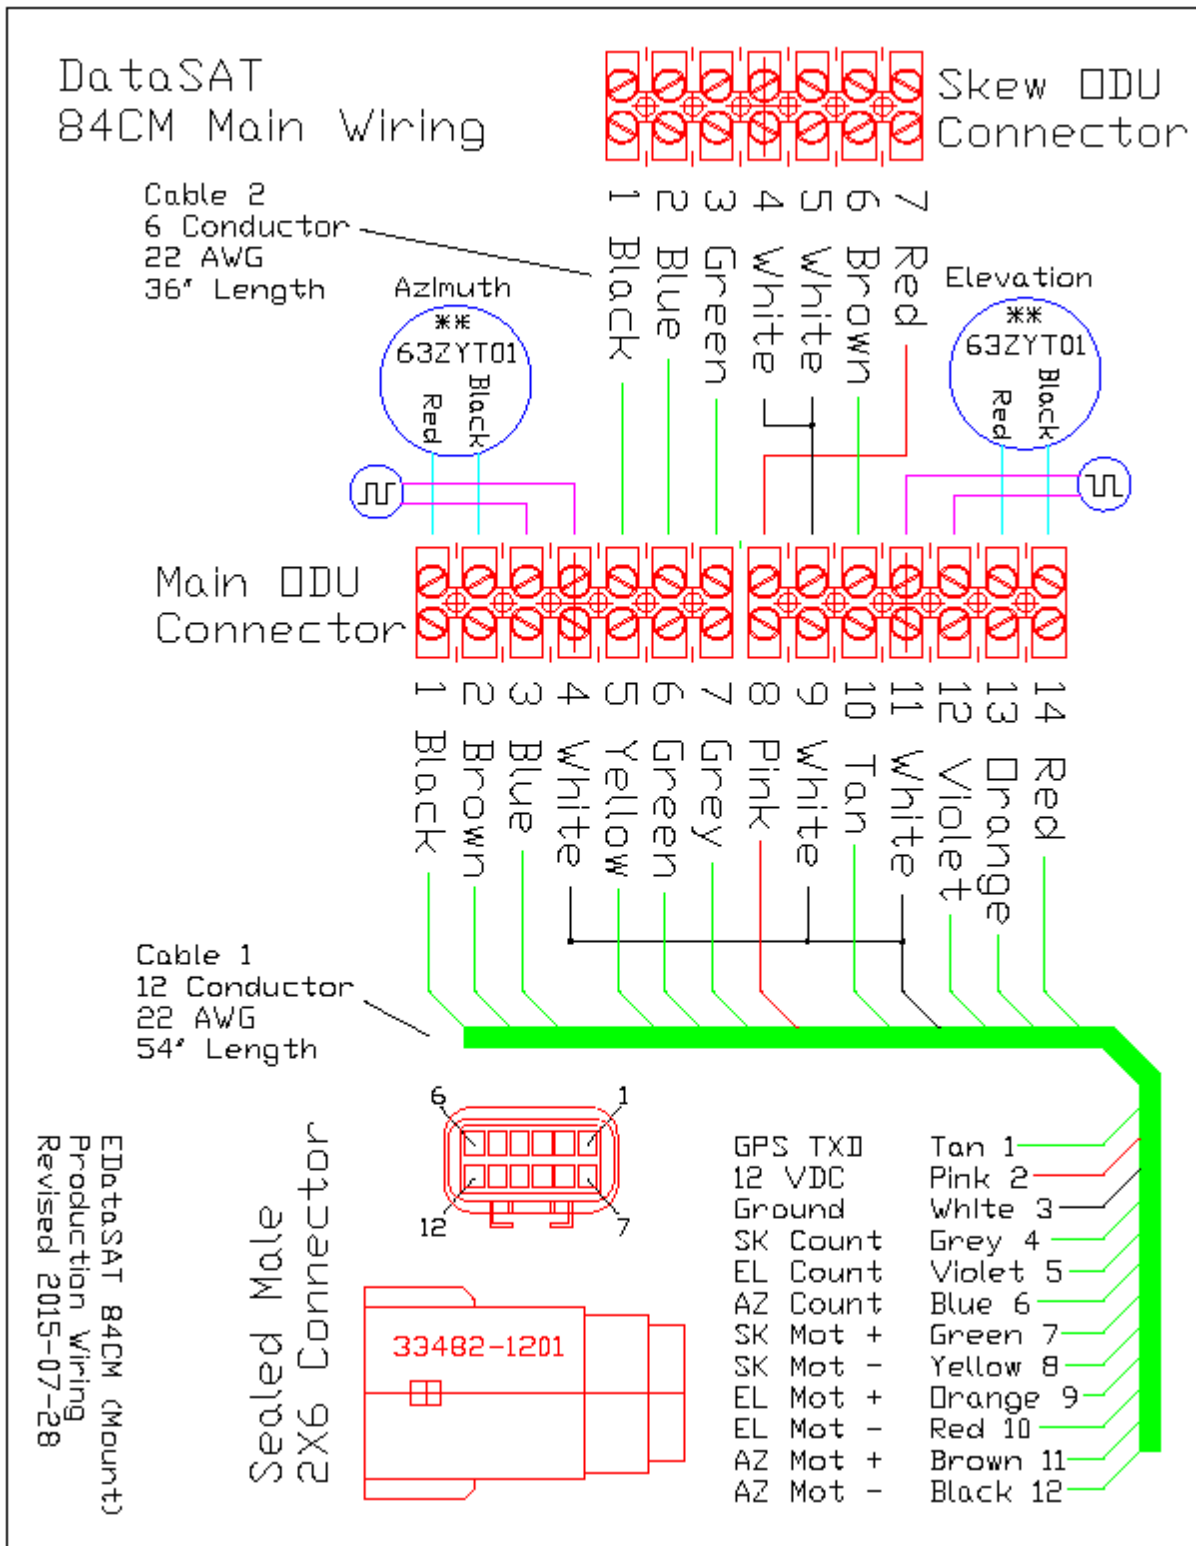 DataSAT
84CM Main Wiring
Skew ODU
Connector
Cable 2
6 Conductor
22 AWG
36" Length
1 Black
2 Blue
3 Green
4 White
5 White
6 Brown
7 Red
Azimuth
**
63ZYT01
Red
Black
Elevation
**
63ZYT01
Red
Black
Main ODU
Connector
1 Black
2 Brown
3 Blue
4 White
5 Yellow
6 Green
7 Grey
8 Pink
9 White
10 Tan
11 White
12 Violet
13 Orange
14 Red
Cable 1
12 Conductor
22 AWG
54" Length
6
1
12
7
Sealed Male
2X6 Connector
33482-1201
GPS TXD Tan 1
12 VDC Pink 2
Ground White 3
SK Count Grey 4
EL Count Violet 5
AZ Count Blue 6
SK Mot + Green 7
SK Mot - Yellow 8
EL Mot + Orange 9
EL Mot - Red 10
AZ Mot + Brown 11
AZ Mot - Black 12
EDataSAT 84CM (Mount)
Production Wiring
Revised 2015-07-28